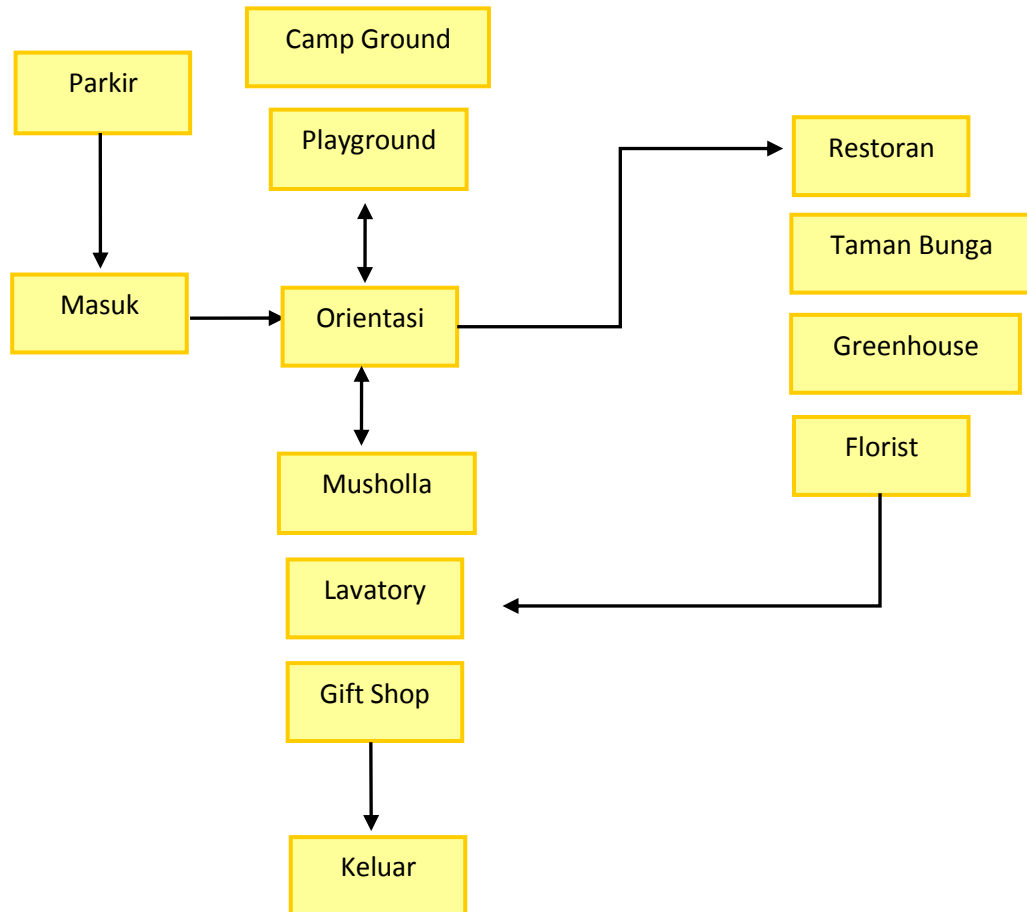 Camp Ground
Parkir
Playground
Restoran
Taman Bunga
Masuk
Orientasi
Greenhouse
Florist
Musholla
Lavatory
Gift Shop
Keluar